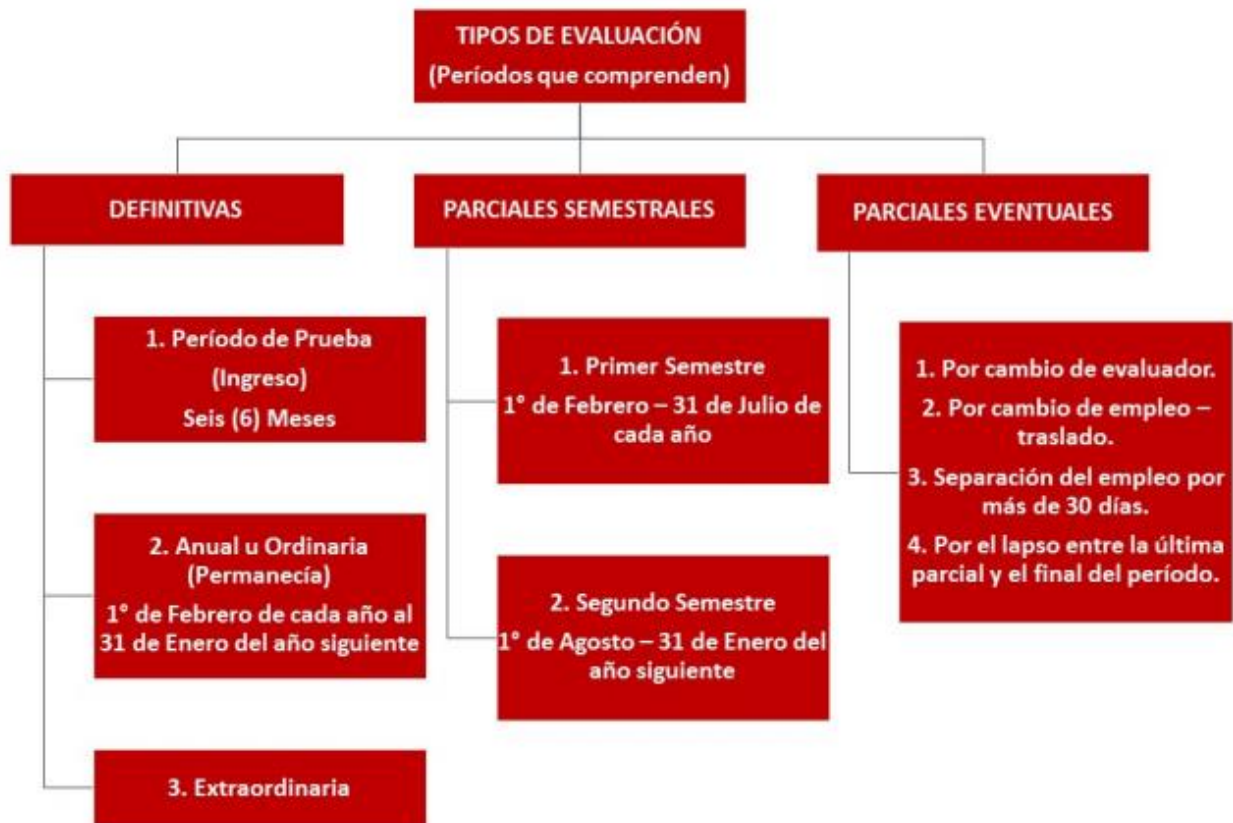 TIPOS DE EVALUACIÓN
(Períodos que comprenden)
DEFINITIVAS
1. Período de Prueba
(Ingreso)
Seis (6) Meses
2. Anual u Ordinaria
(Permanecía)
1° de Febrero de cada año al
31 de Enero del año siguiente
3. Extraordinaria
PARCIALES SEMESTRALES
1. Primer Semestre
1° de Febrero – 31 de Julio de
cada año
2. Segundo Semestre
1° de Agosto – 31 de Enero del
año siguiente
PARCIALES EVENTUALES
1. Por cambio de evaluador.
2. Por cambio de empleo –
traslado.
3. Separación del empleo por
más de 30 días.
4. Por el lapso entre la última
parcial y el final del período.